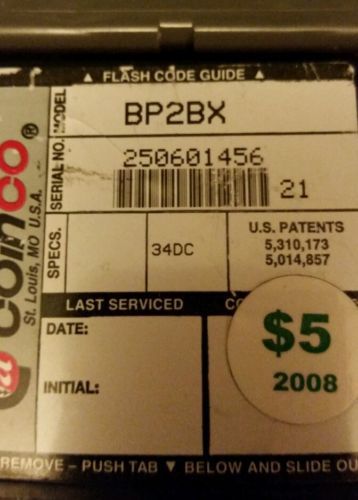 ▲ FLASH CODE GUIDE ▲
MODEL
BP2BX
SERIAL NO.
250601456
21
coinco®
St. Louis, MO U.S.A.
SPECS.
34DC
U.S. PATENTS
5,310,173
5,014,857
LAST SERVICED
DATE:
INITIAL:
$5
2008
REMOVE – PUSH TAB ▼ BELOW AND SLIDE OU